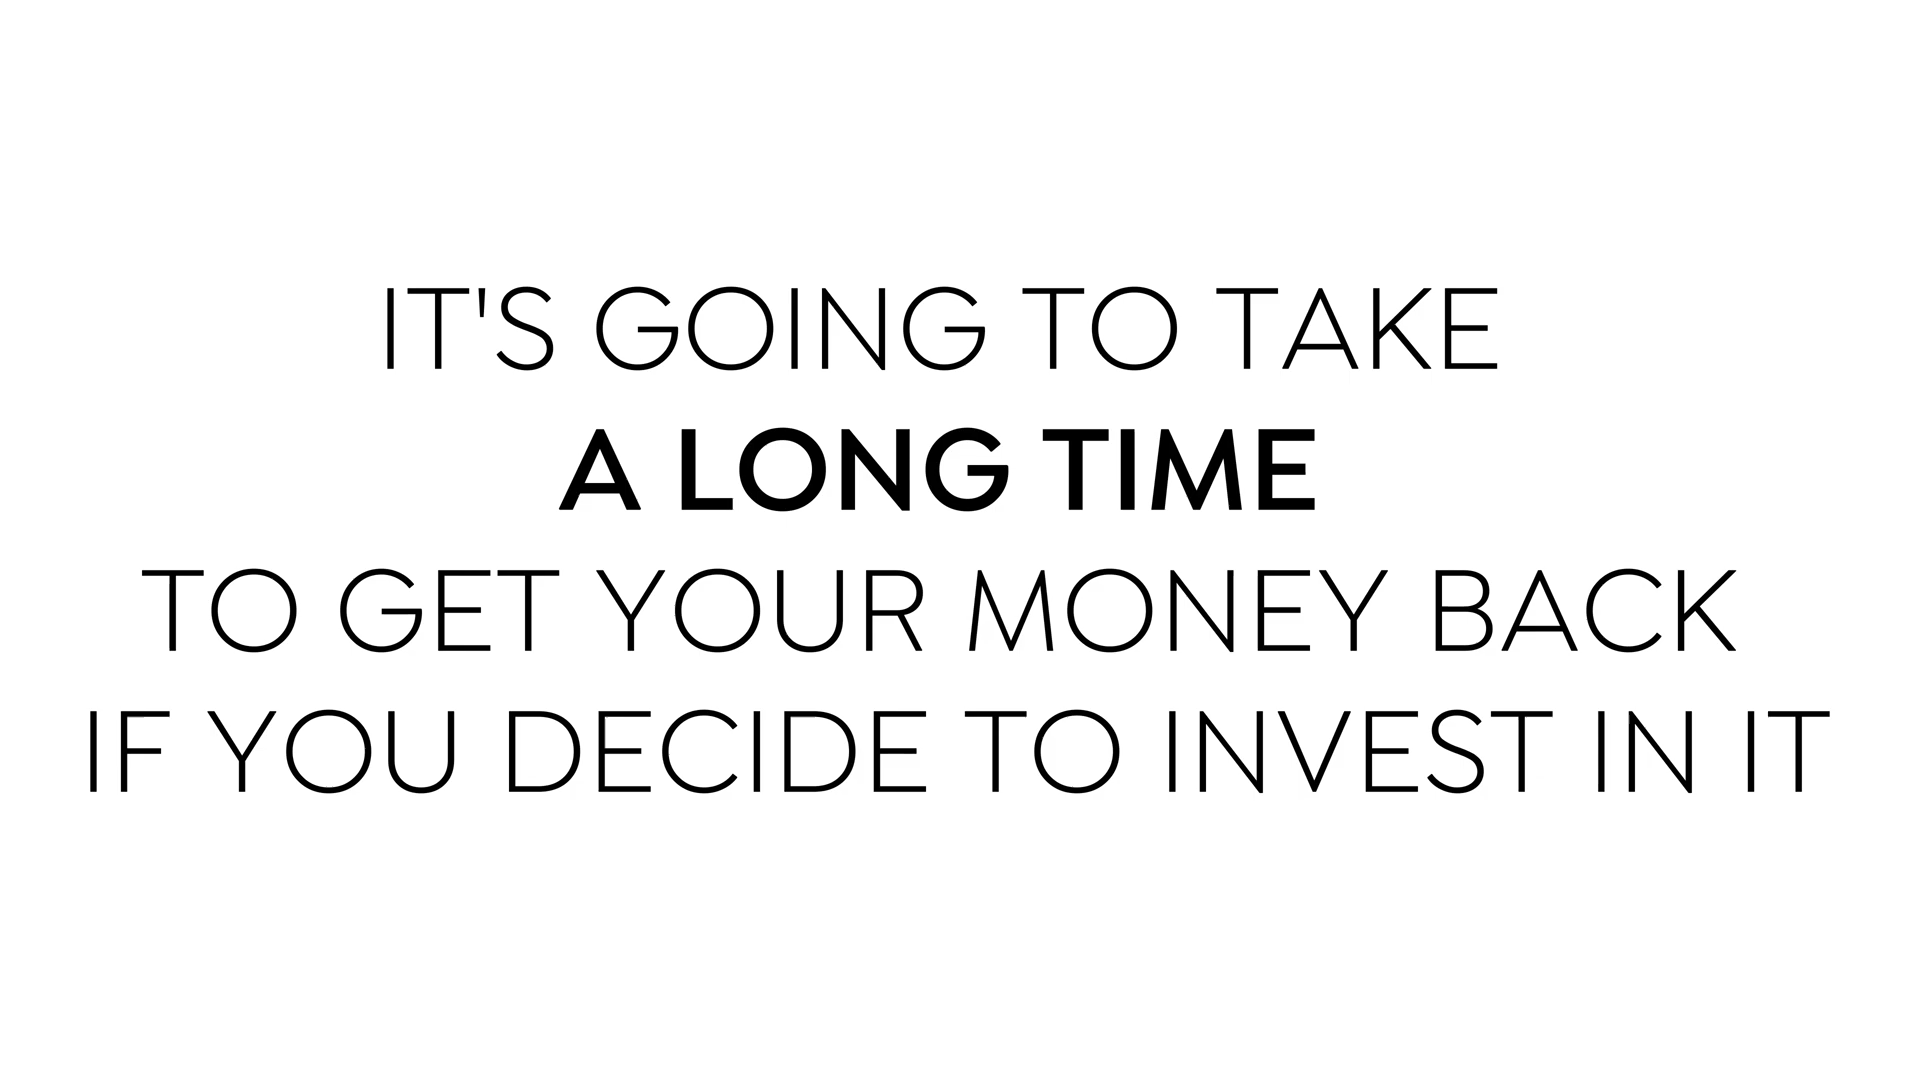 IT'S GOING TO TAKE
A LONG TIME
TO GET YOUR MONEY BACK
IF YOU DECIDE TO INVEST IN IT